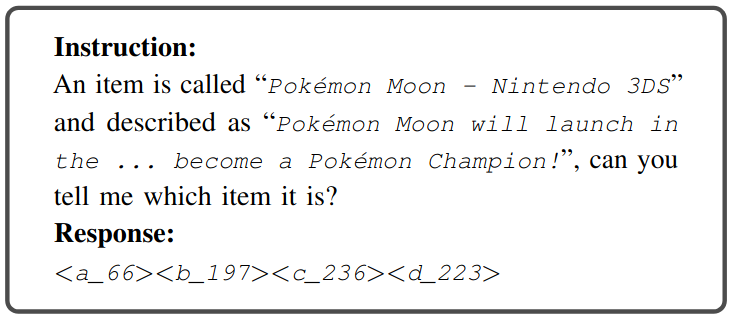 Instruction:
An item is called “Pokémon Moon – Nintendo 3DS”
and described as “Pokémon Moon will launch in
the ... become a Pokémon Champion!”, can you
tell me which item it is?
Response:
<a_66><b_197><c_236><d_223>